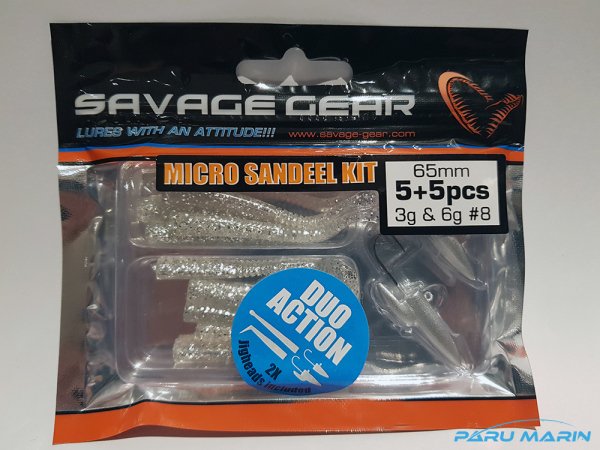 SAVAGE GEAR
LURES WITH AN ATTITUDE!!! www.savage-gear.com
MICRO SANDEEL KIT
65mm
5+5pcs
3g & 6g #8
DUO
ACTION
2X
Jigheads included
PARU MARIN